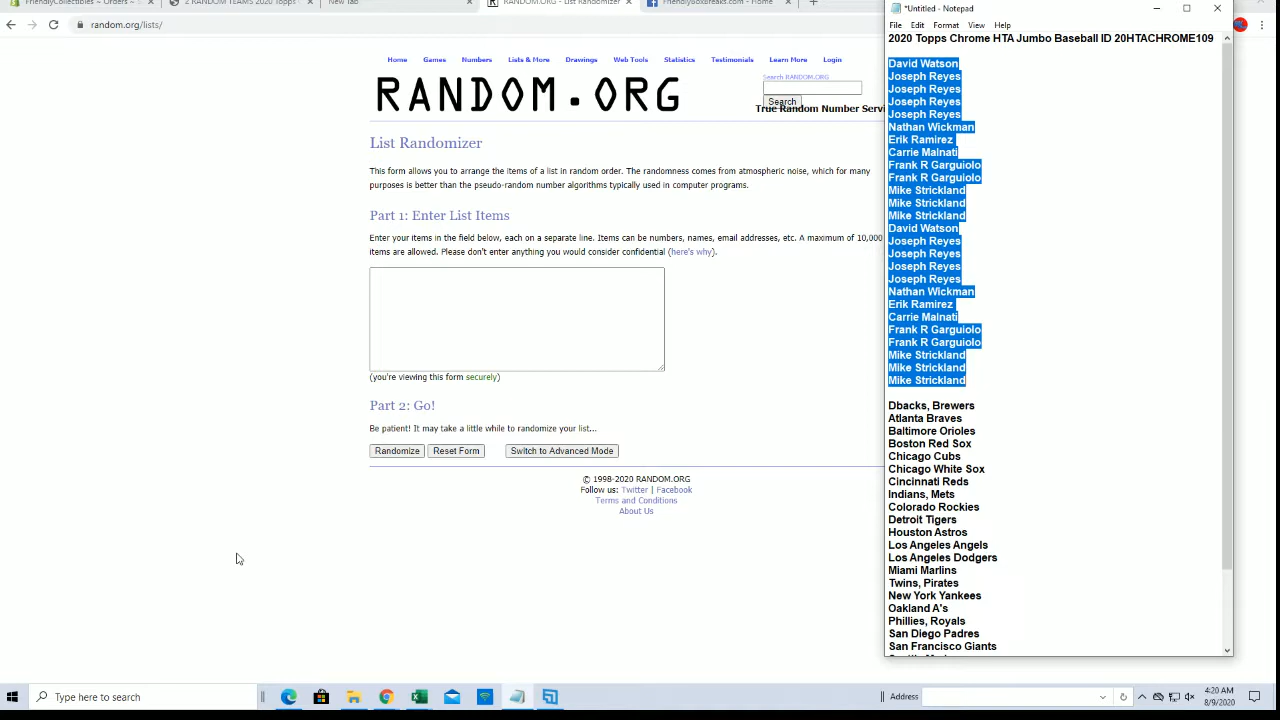 FriendlyCollectibles ~ Orders ~
2 RANDOM TEAMS 2020 Topps
New Tab
RANDOM.ORG - List Randomizer
FriendlyBoxBreaks.com - Home
random.org/lists/
Home Games Numbers Lists & More Drawings Web Tools Statistics Testimonials Learn More Login
RANDOM.ORG
Search RANDOM.ORG
Search
True Random Number Servi
List Randomizer
This form allows you to arrange the items of a list in random order. The randomness comes from atmospheric noise, which for many
purposes is better than the pseudo-random number algorithms typically used in computer programs.
Part 1: Enter List Items
Enter your items in the field below, each on a separate line. Items can be numbers, names, email addresses, etc. A maximum of 10,000
items are allowed. Please don't enter anything you would consider confidential (here's why).
(you're viewing this form securely)
Part 2: Go!
Be patient! It may take a little while to randomize your list...
Randomize Reset Form Switch to Advanced Mode
© 1998-2020 RANDOM.ORG
Follow us: Twitter | Facebook
Terms and Conditions
About Us
*Untitled - Notepad
File Edit Format View Help
2020 Topps Chrome HTA Jumbo Baseball ID 20HTACHROME109
David Watson
Joseph Reyes
Joseph Reyes
Joseph Reyes
Joseph Reyes
Nathan Wickman
Erik Ramirez
Carrie Malnati
Frank R Garguiolo
Frank R Garguiolo
Mike Strickland
Mike Strickland
Mike Strickland
David Watson
Joseph Reyes
Joseph Reyes
Joseph Reyes
Joseph Reyes
Nathan Wickman
Erik Ramirez
Carrie Malnati
Frank R Garguiolo
Frank R Garguiolo
Mike Strickland
Mike Strickland
Mike Strickland
Dbacks, Brewers
Atlanta Braves
Baltimore Orioles
Boston Red Sox
Chicago Cubs
Chicago White Sox
Cincinnati Reds
Indians, Mets
Colorado Rockies
Detroit Tigers
Houston Astros
Los Angeles Angels
Los Angeles Dodgers
Miami Marlins
Twins, Pirates
New York Yankees
Oakland A's
Phillies, Royals
San Diego Padres
San Francisco Giants
Type here to search
Address
4:20 AM
8/9/2020